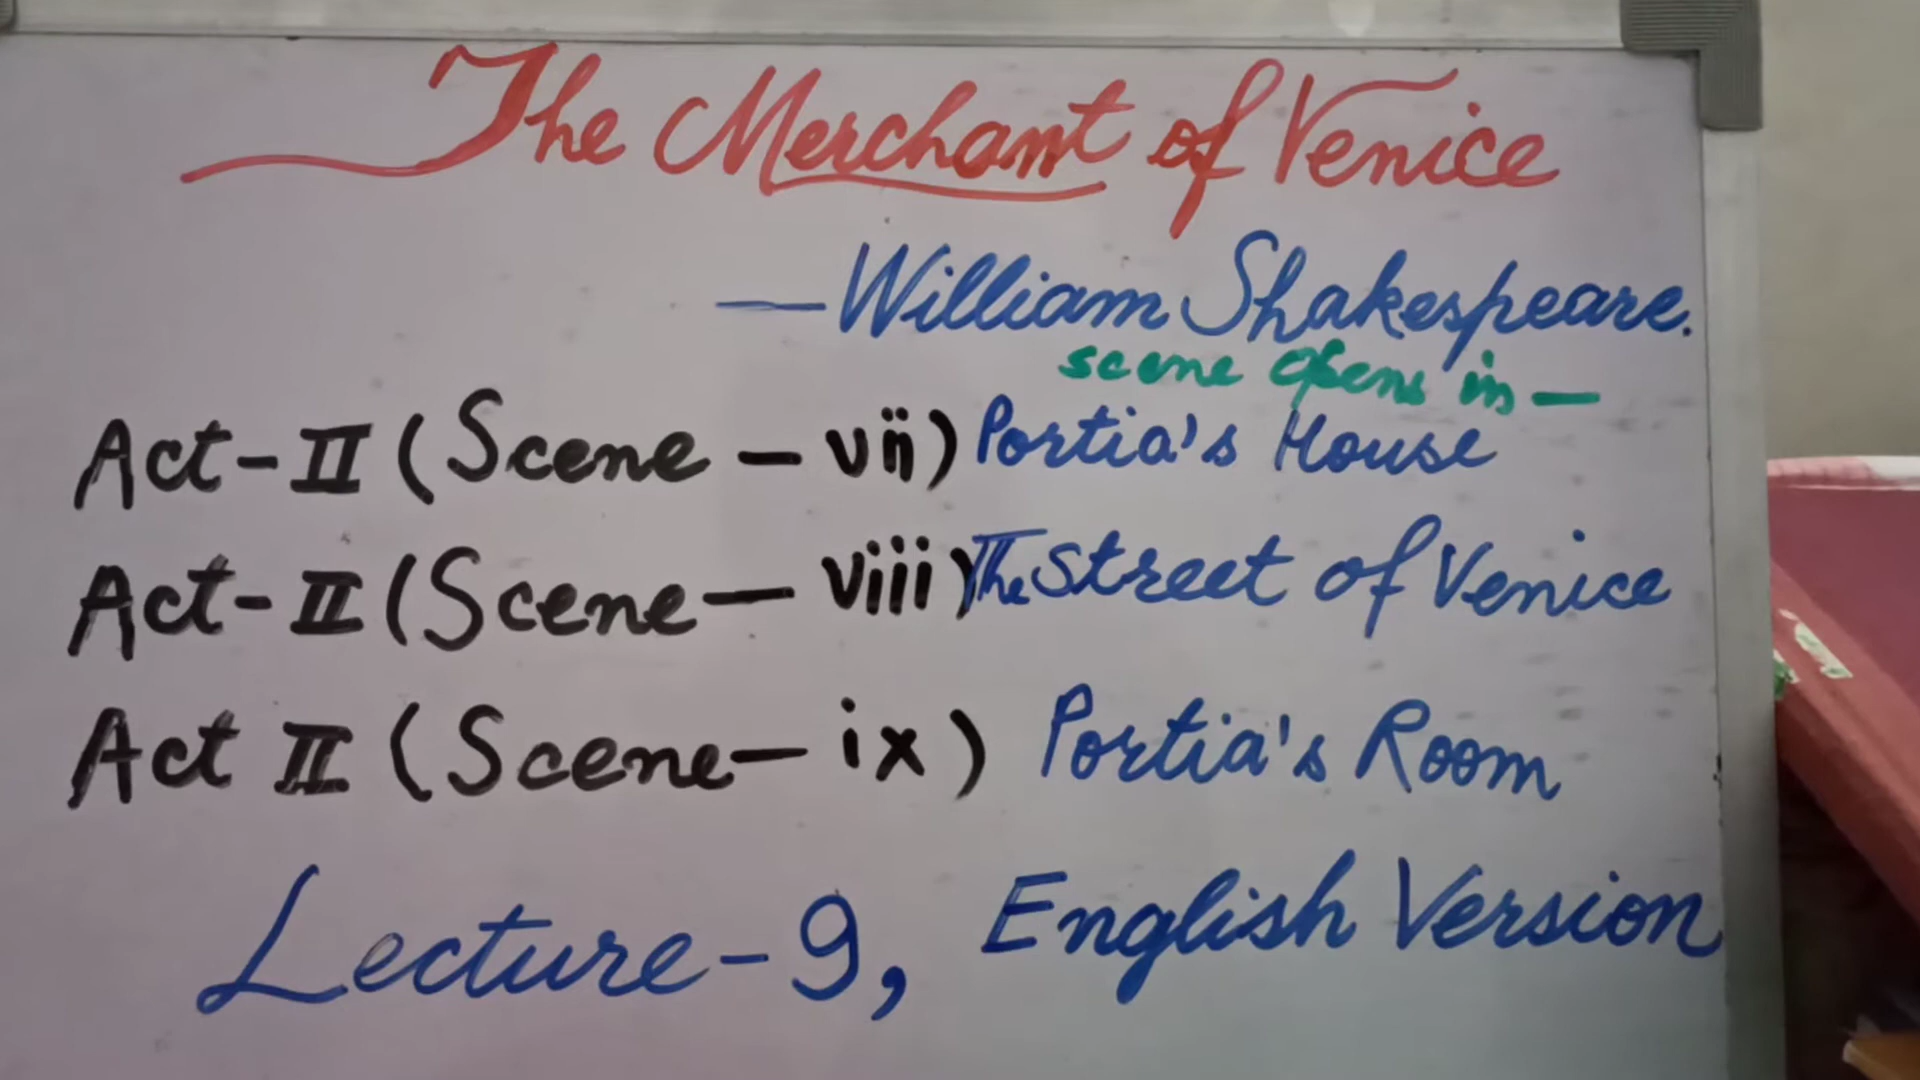 The Merchant of Venice
— William Shakespeare.
scene opens in —
Act-II (Scene - vii) Portia's House
Act-II (Scene - viii) The Street of Venice
Act II (Scene - ix) Portia's Room
Lecture-9, English Version